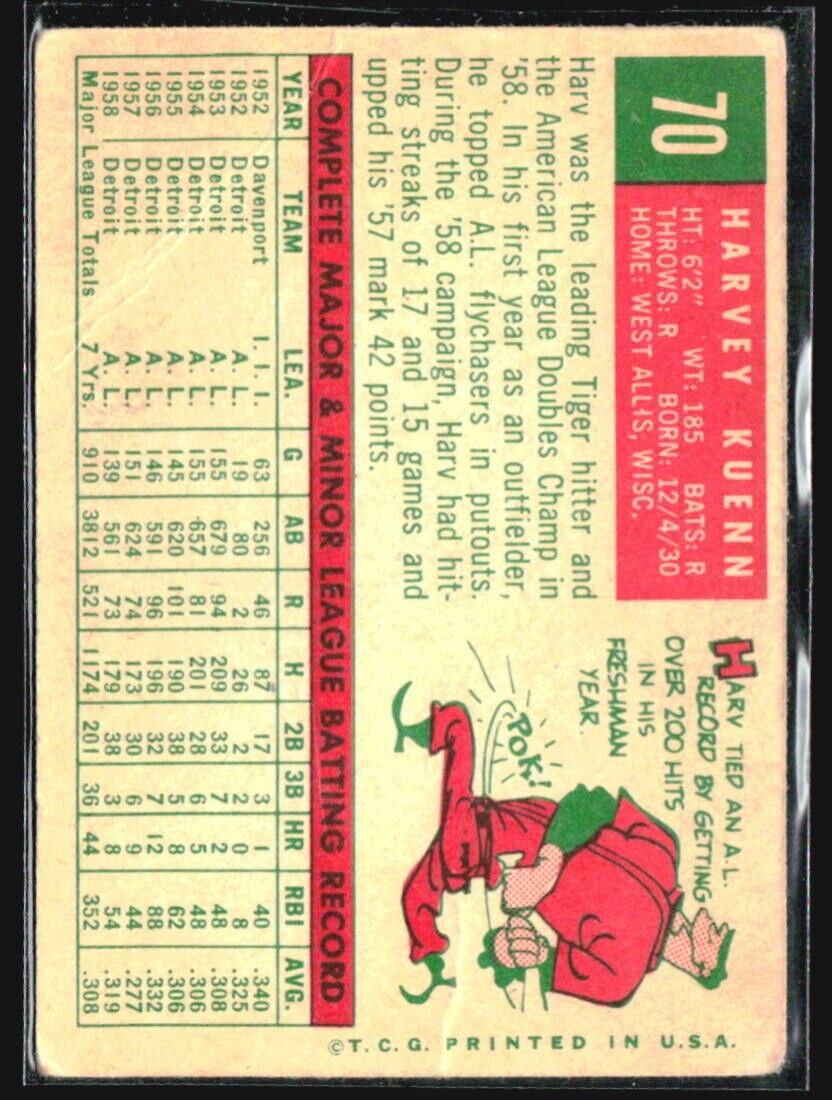 70
HARVEY KUENN
HT: 6'2" WT: 185 BATS: R
THROWS: R BORN: 12/4/30
HOME: WEST ALLIS, WISC.
Harv was the leading Tiger hitter and
the American League Doubles Champ in
'58. In his first year as an outfielder,
he topped A.L. flychasers in putouts.
During the '58 campaign, Harv had hit-
ting streaks of 17 and 15 games and
upped his '57 mark 42 points.
HARV TIED AN A.L.
RECORD BY GETTING
OVER 200 HITS
IN HIS
FRESHMAN
YEAR.
POK!
COMPLETE MAJOR & MINOR LEAGUE BATTING RECORD
YEAR TEAM LEA. G AB R H 2B 3B HR RBI AVG.
1952 Davenport I. I. I. 63 256 46 87 17 3 1 40 .340
1952 Detroit A. L. 19 80 2 26 2 2 0 8 .325
1953 Detroit A. L. 155 679 94 209 33 7 2 48 .308
1954 Detroit A. L. 155 657 81 201 28 6 5 48 .306
1955 Detroit A. L. 145 620 101 190 38 5 8 62 .306
1956 Detroit A. L. 146 591 96 196 32 7 12 88 .332
1957 Detroit A. L. 151 624 74 173 30 6 9 44 .277
1958 Detroit A. L. 139 561 73 179 38 3 8 54 .319
Major League Totals 7 Yrs. 910 3812 521 1174 201 36 44 352 .308
© T. C. G. PRINTED IN U.S.A.